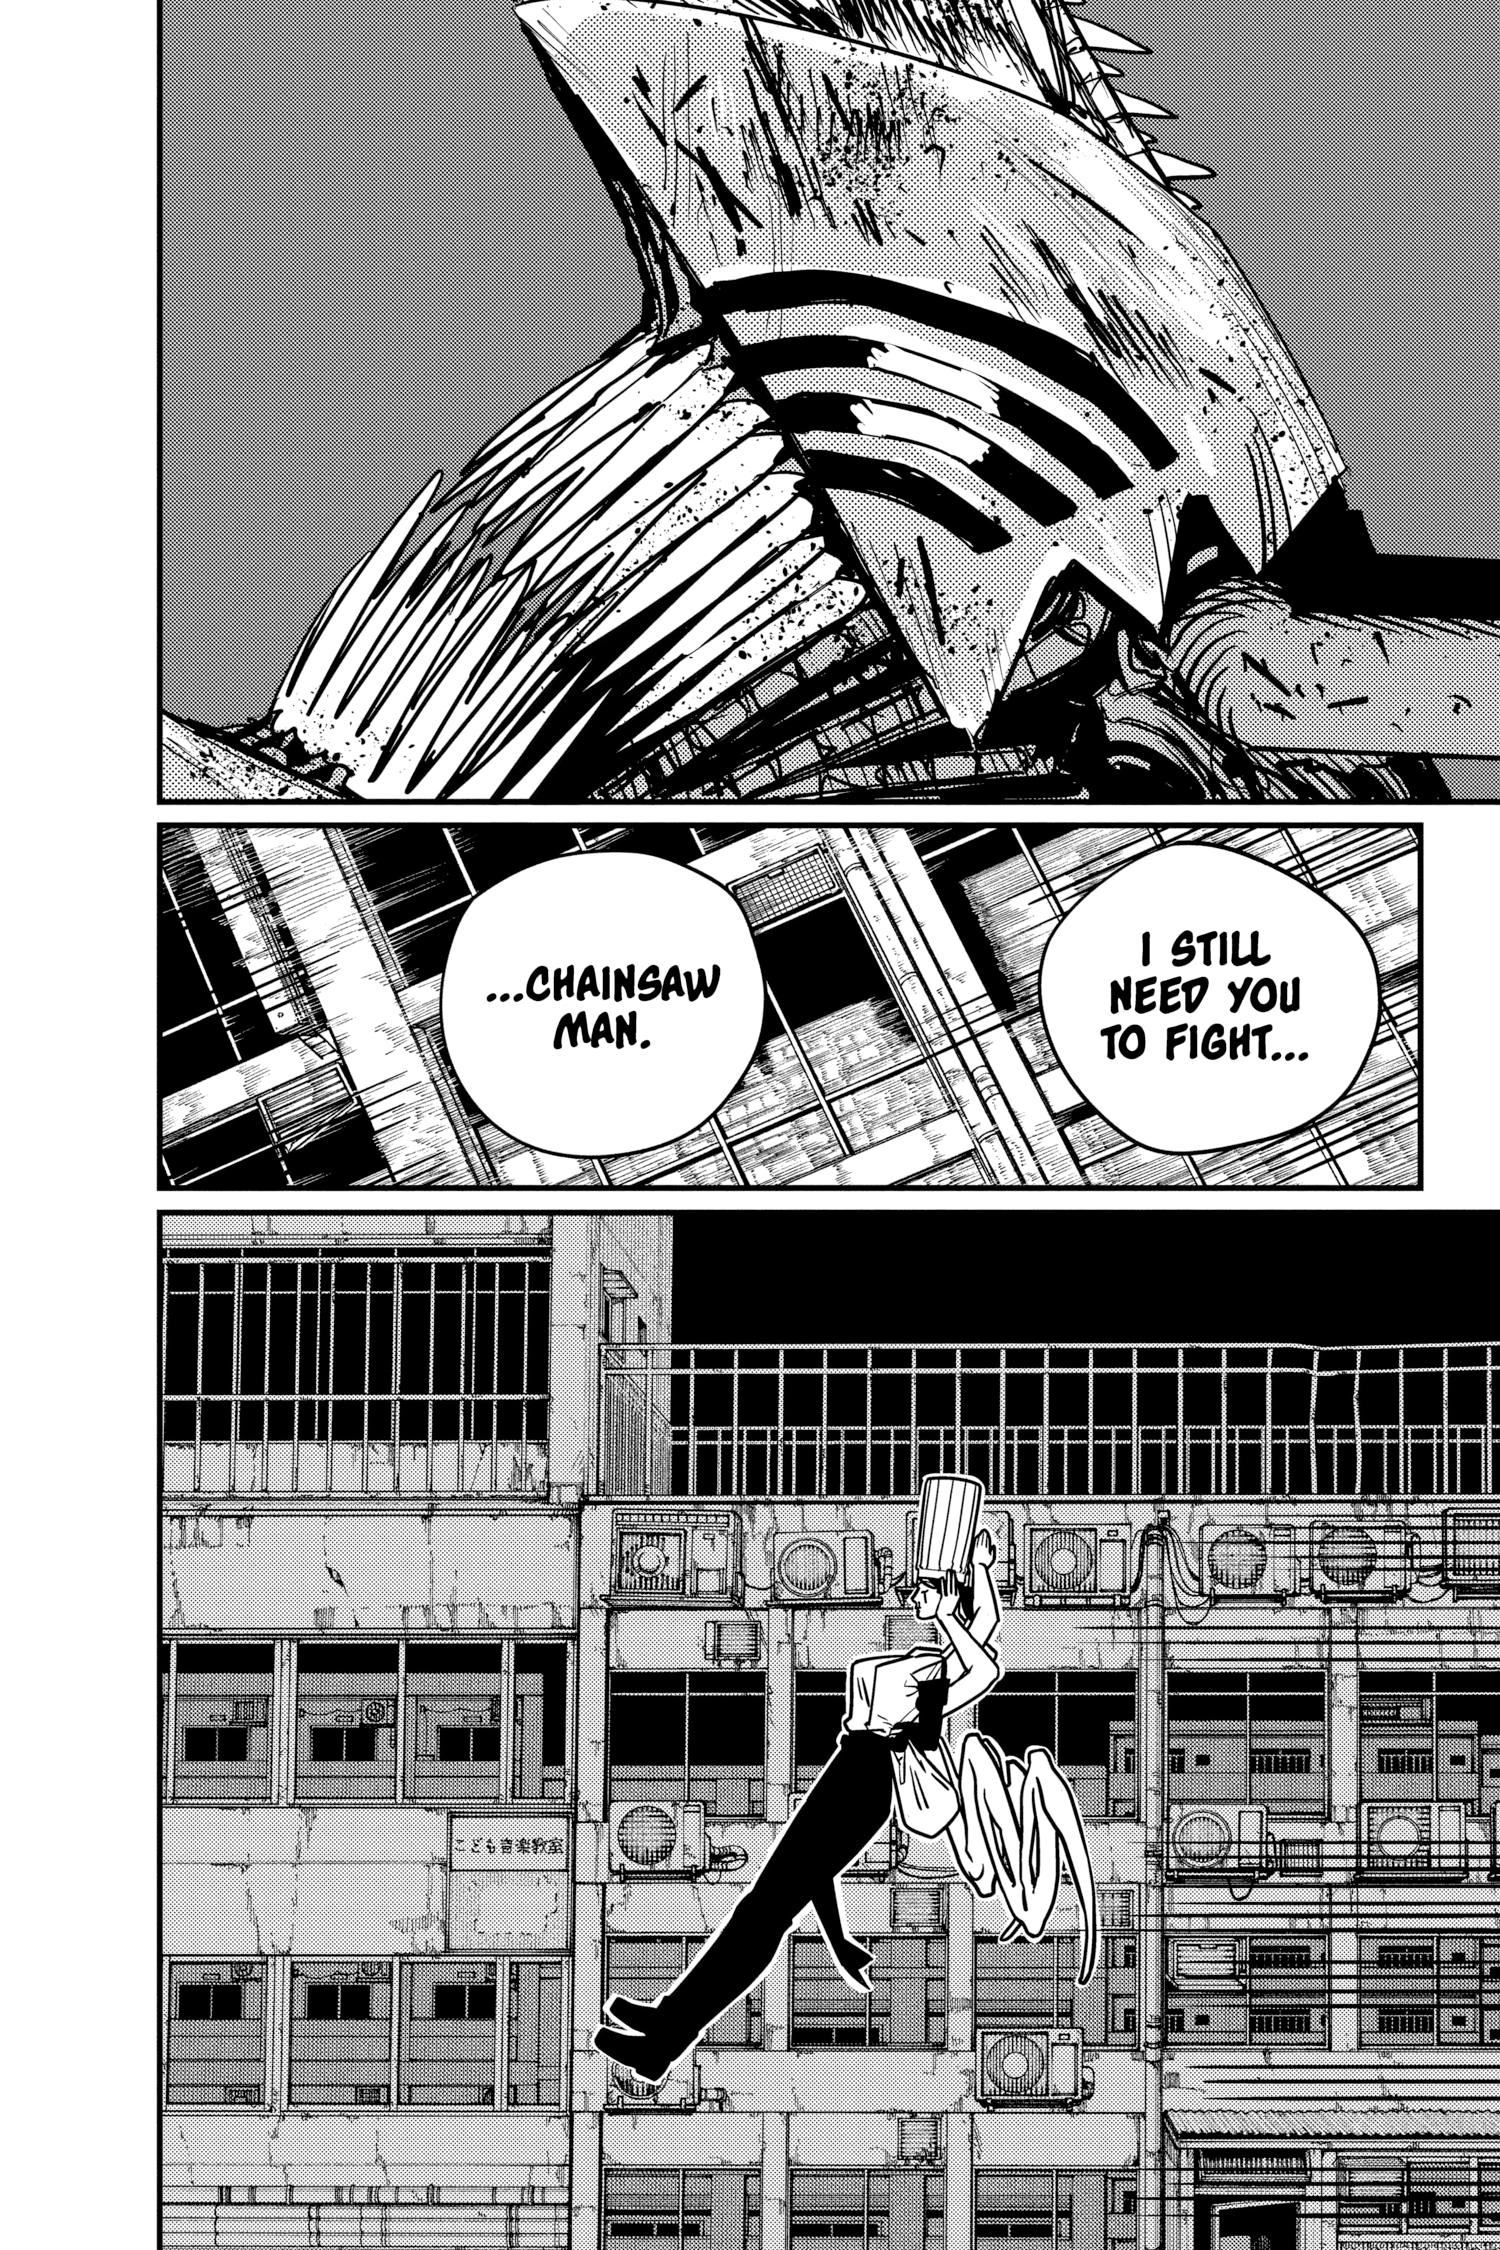 I STILL
NEED YOU
TO FIGHT...
...CHAINSAW
MAN.
こども音楽教室